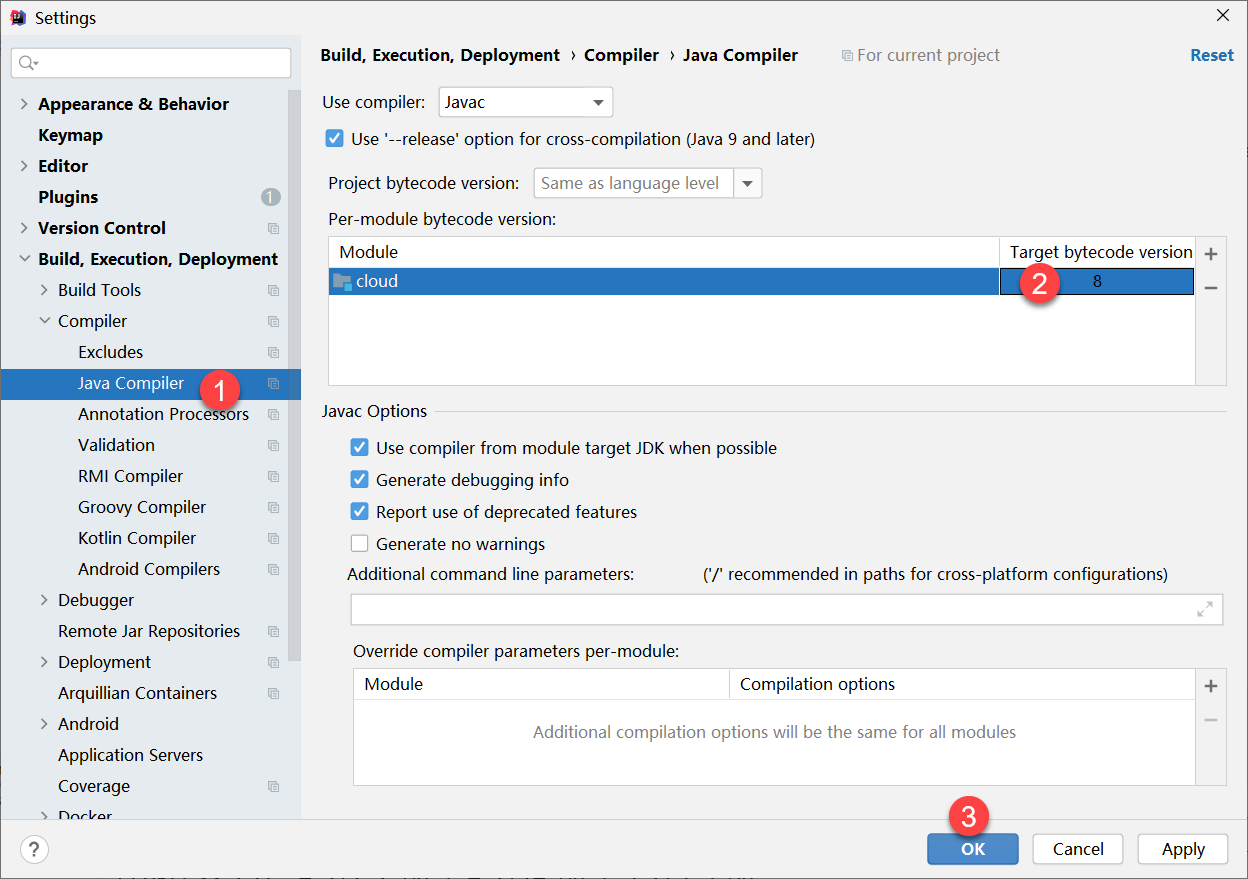 Settings
Build, Execution, Deployment › Compiler › Java Compiler For current project Reset
Appearance & Behavior
Keymap
Editor
Plugins 1
Version Control
Build, Execution, Deployment
Build Tools
Compiler
Excludes
Java Compiler 1
Annotation Processors
Validation
RMI Compiler
Groovy Compiler
Kotlin Compiler
Android Compilers
Debugger
Remote Jar Repositories
Deployment
Arquillian Containers
Android
Application Servers
Coverage
Docker
Use compiler: Javac
Use '--release' option for cross-compilation (Java 9 and later)
Project bytecode version: Same as language level
Per-module bytecode version:
Module Target bytecode version
cloud 2 8
Javac Options
Use compiler from module target JDK when possible
Generate debugging info
Report use of deprecated features
Generate no warnings
Additional command line parameters: ('/' recommended in paths for cross-platform configurations)
Override compiler parameters per-module:
Module Compilation options
Additional compilation options will be the same for all modules
3
? OK Cancel Apply